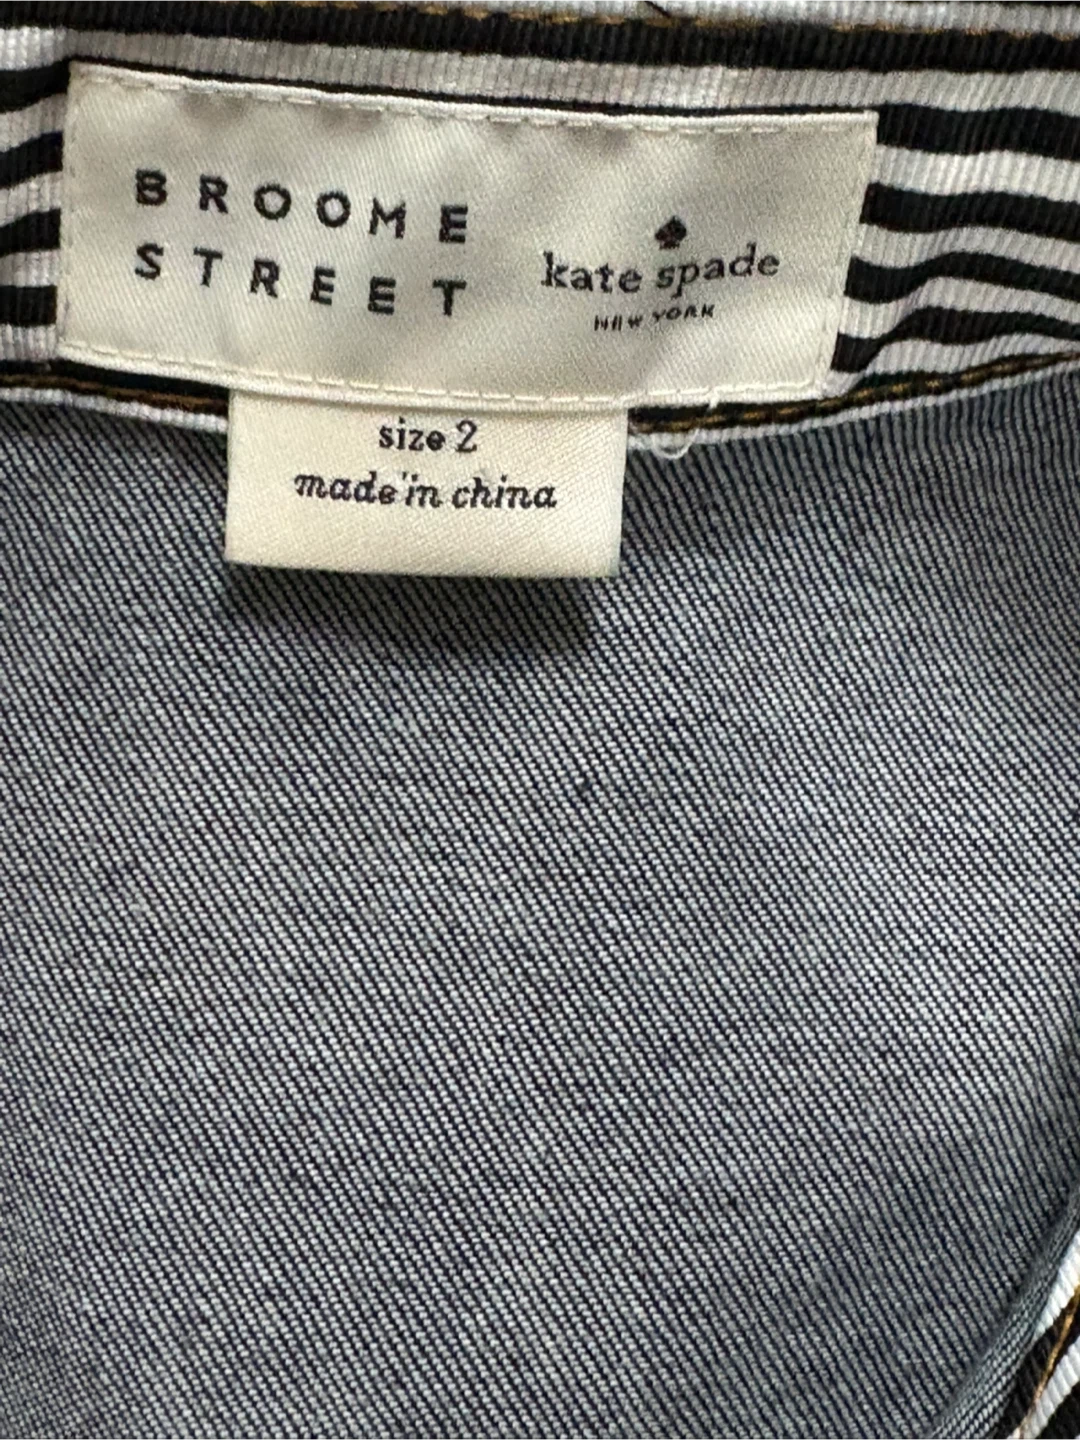 BROOME
STREET
kate spade
NEW YORK
size 2
made in china